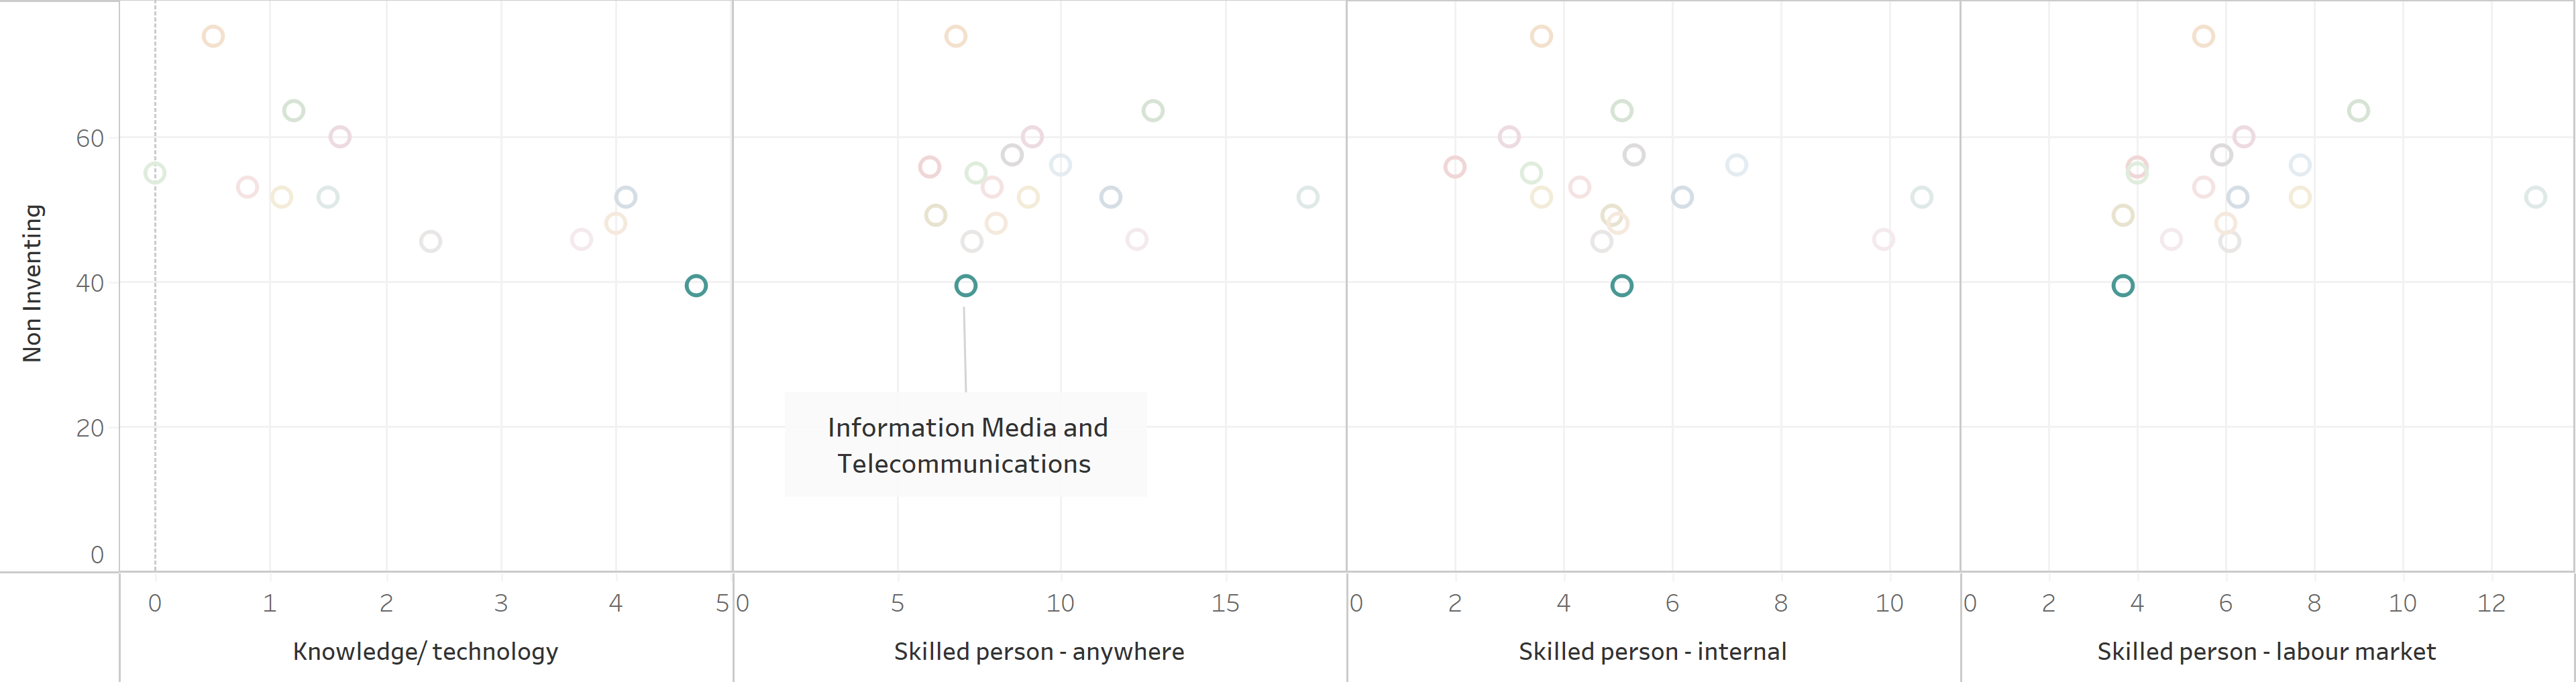 Non Inventing
60
40
20
0
Information Media and
Telecommunications
0 1 2 3 4 5 0 5 10 15 0 2 4 6 8 10 0 2 4 6 8 10 12
Knowledge/ technology Skilled person - anywhere Skilled person - internal Skilled person - labour market